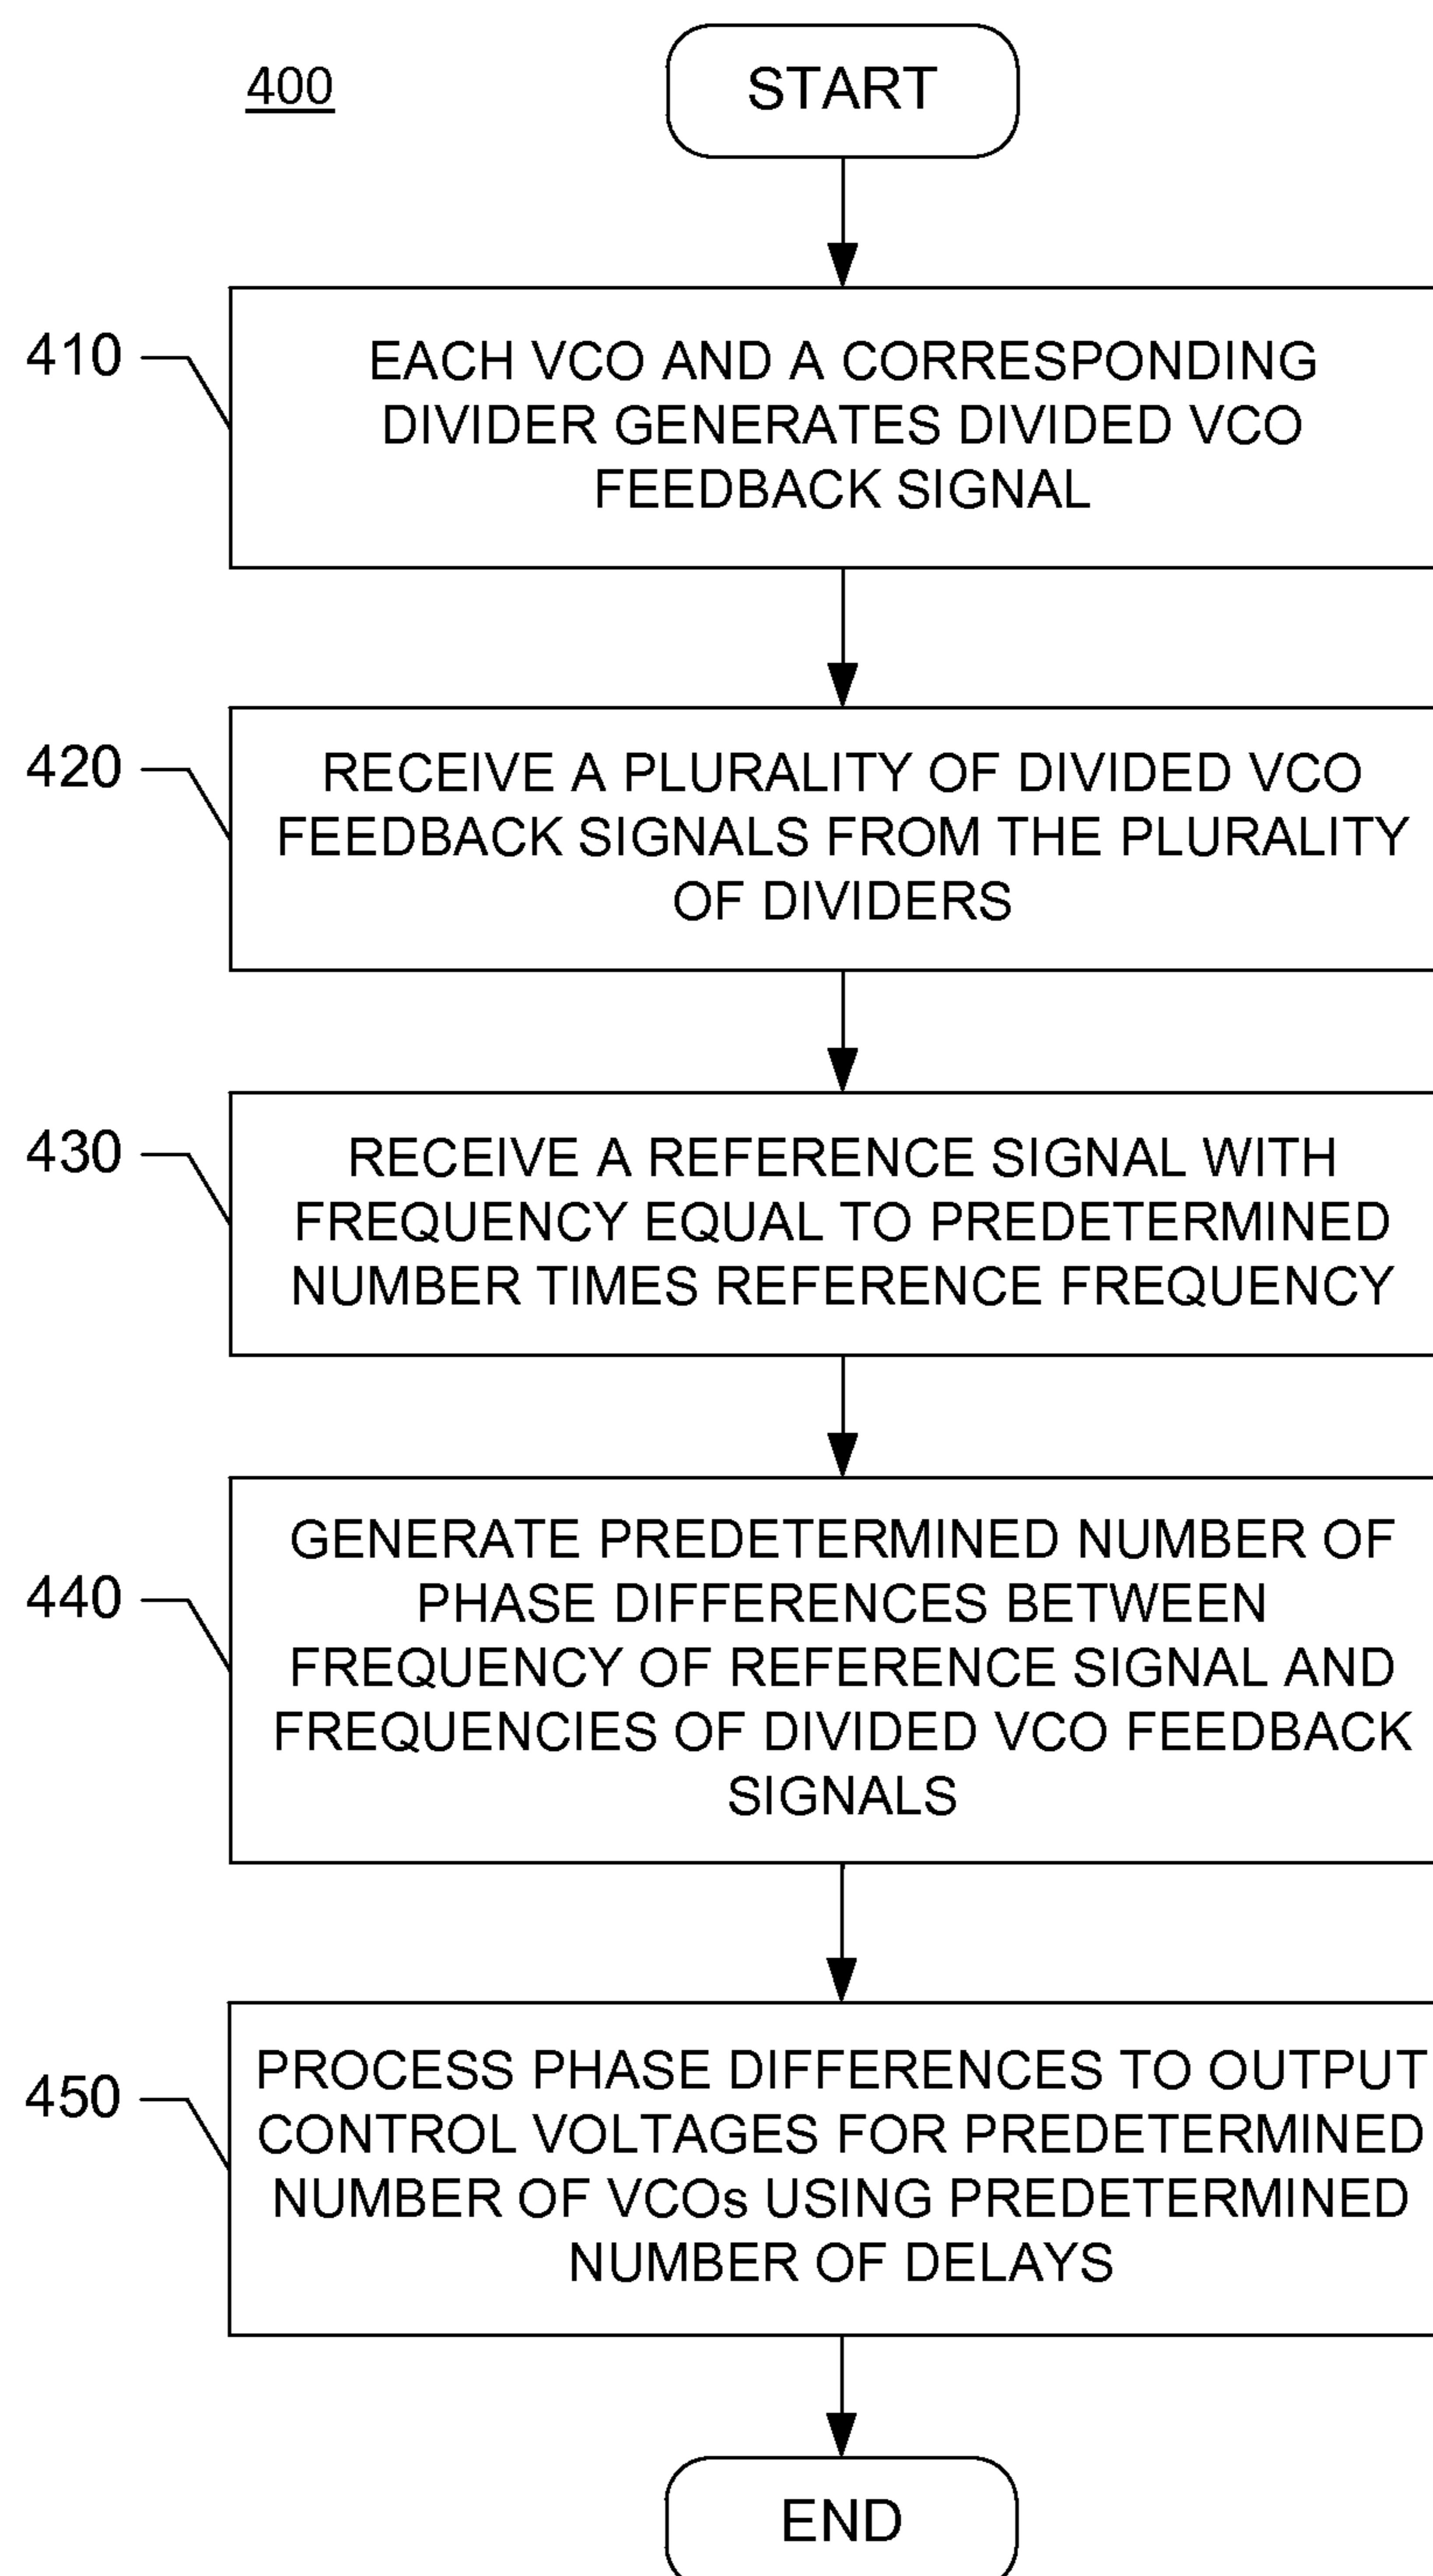 400
START
410
EACH VCO AND A CORRESPONDING
DIVIDER GENERATES DIVIDED VCO
FEEDBACK SIGNAL
420
RECEIVE A PLURALITY OF DIVIDED VCO
FEEDBACK SIGNALS FROM THE PLURALITY
OF DIVIDERS
430
RECEIVE A REFERENCE SIGNAL WITH
FREQUENCY EQUAL TO PREDETERMINED
NUMBER TIMES REFERENCE FREQUENCY
440
GENERATE PREDETERMINED NUMBER OF
PHASE DIFFERENCES BETWEEN
FREQUENCY OF REFERENCE SIGNAL AND
FREQUENCIES OF DIVIDED VCO FEEDBACK
SIGNALS
450
PROCESS PHASE DIFFERENCES TO OUTPUT
CONTROL VOLTAGES FOR PREDETERMINED
NUMBER OF VCOs USING PREDETERMINED
NUMBER OF DELAYS
END